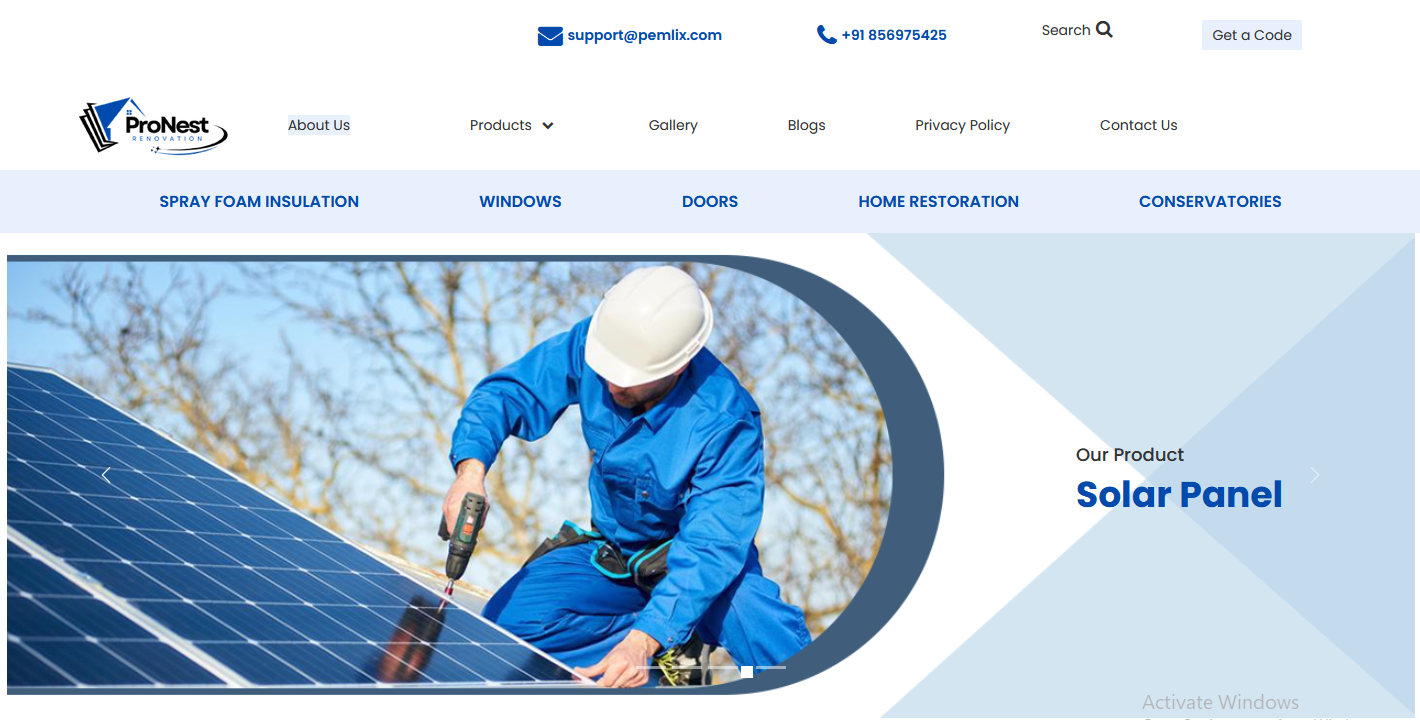 support@pemlix.com +91 856975425 Search Get a Code
ProNest
RENOVATION
About Us Products Gallery Blogs Privacy Policy Contact Us
SPRAY FOAM INSULATION WINDOWS DOORS HOME RESTORATION CONSERVATORIES
Our Product
Solar Panel
Activate Windows